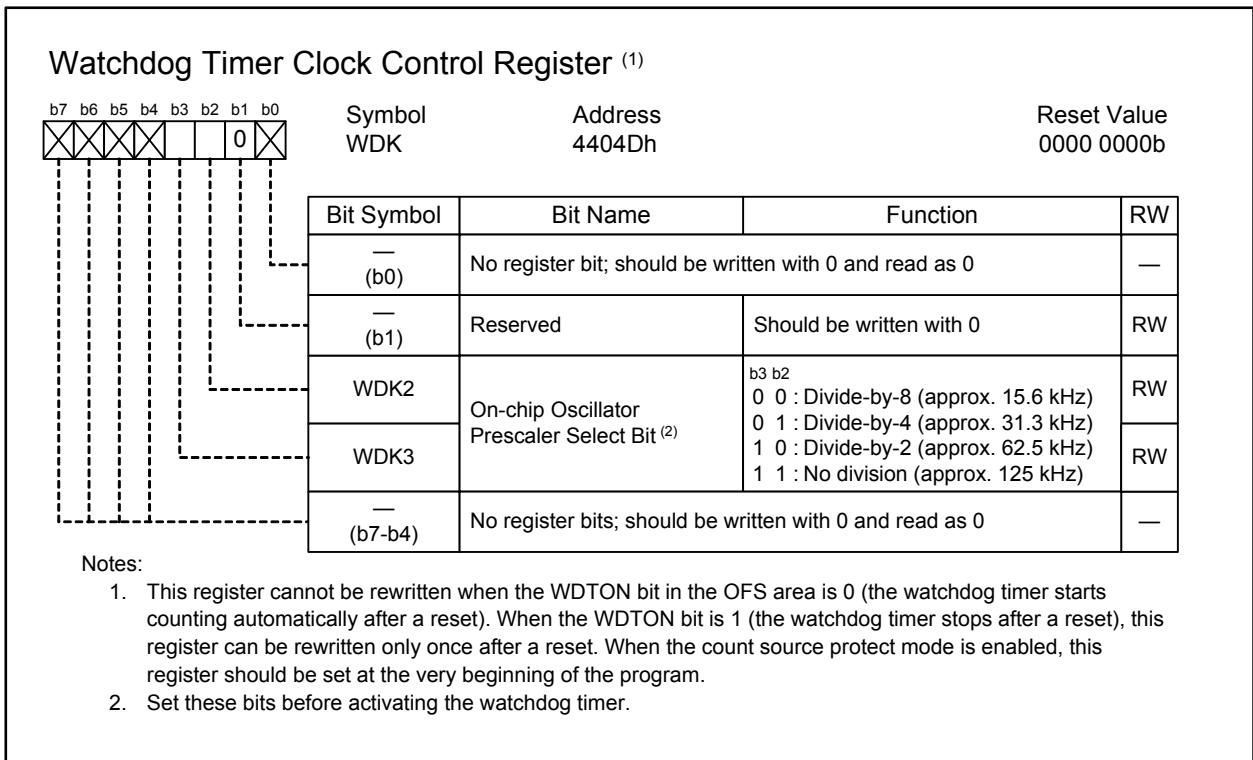 Watchdog Timer Clock Control Register (1)
b7 b6 b5 b4 b3 b2 b1 b0
0
Symbol Address Reset Value
WDK 4404Dh 0000 0000b
Bit Symbol Bit Name Function RW
— (b0) No register bit; should be written with 0 and read as 0 —
— (b1) Reserved Should be written with 0 RW
WDK2 RW
WDK3 RW
On-chip Oscillator
Prescaler Select Bit (2)
b3 b2
0 0 : Divide-by-8 (approx. 15.6 kHz)
0 1 : Divide-by-4 (approx. 31.3 kHz)
1 0 : Divide-by-2 (approx. 62.5 kHz)
1 1 : No division (approx. 125 kHz)
— (b7-b4) No register bits; should be written with 0 and read as 0 —
Notes:
1. This register cannot be rewritten when the WDTON bit in the OFS area is 0 (the watchdog timer starts
counting automatically after a reset). When the WDTON bit is 1 (the watchdog timer stops after a reset), this
register can be rewritten only once after a reset. When the count source protect mode is enabled, this
register should be set at the very beginning of the program.
2. Set these bits before activating the watchdog timer.